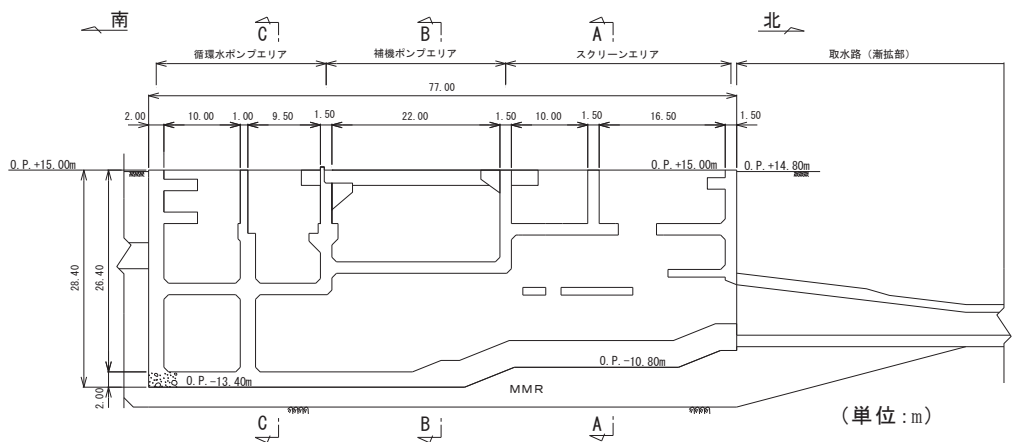 南
C
B
A
北
循環水ポンプエリア
補機ポンプエリア
スクリーンエリア
取水路（漸拡部）
77.00
2.00
10.00
1.00
9.50
1.50
22.00
1.50
10.00
1.50
16.50
1.50
O.P.+15.00m
O.P.+15.00m
O.P.+14.80m
28.40
26.40
2.00
O.P.-13.40m
O.P.-10.80m
MMR
C
B
A
（単位:m）